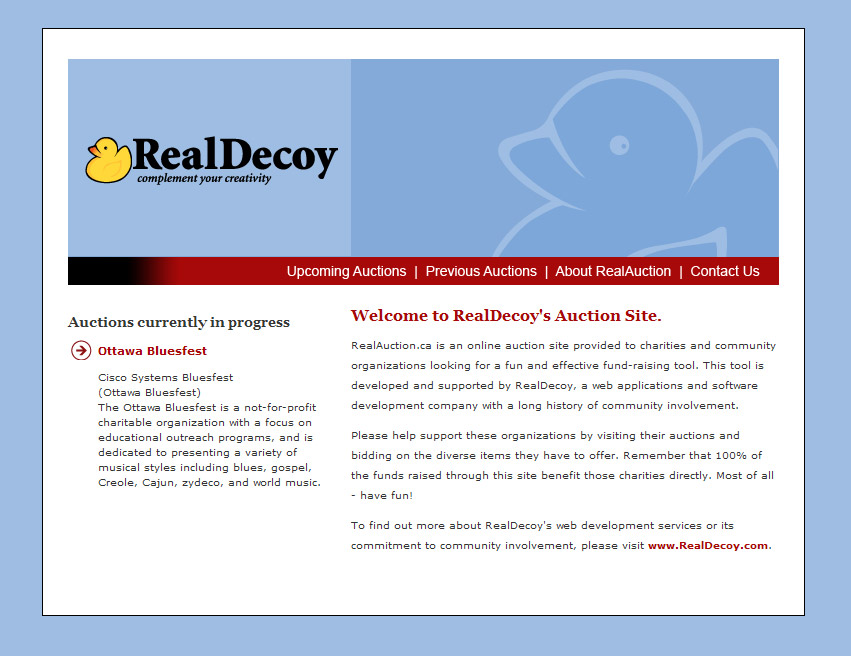 RealDecoy
complement your creativity
Upcoming Auctions | Previous Auctions | About RealAuction | Contact Us
Auctions currently in progress
Ottawa Bluesfest
Cisco Systems Bluesfest
(Ottawa Bluesfest)
The Ottawa Bluesfest is a not-for-profit
charitable organization with a focus on
educational outreach programs, and is
dedicated to presenting a variety of
musical styles including blues, gospel,
Creole, Cajun, zydeco, and world music.
Welcome to RealDecoy's Auction Site.
RealAuction.ca is an online auction site provided to charities and community
organizations looking for a fun and effective fund-raising tool. This tool is
developed and supported by RealDecoy, a web applications and software
development company with a long history of community involvement.
Please help support these organizations by visiting their auctions and
bidding on the diverse items they have to offer. Remember that 100% of
the funds raised through this site benefit those charities directly. Most of all
- have fun!
To find out more about RealDecoy's web development services or its
commitment to community involvement, please visit www.RealDecoy.com.